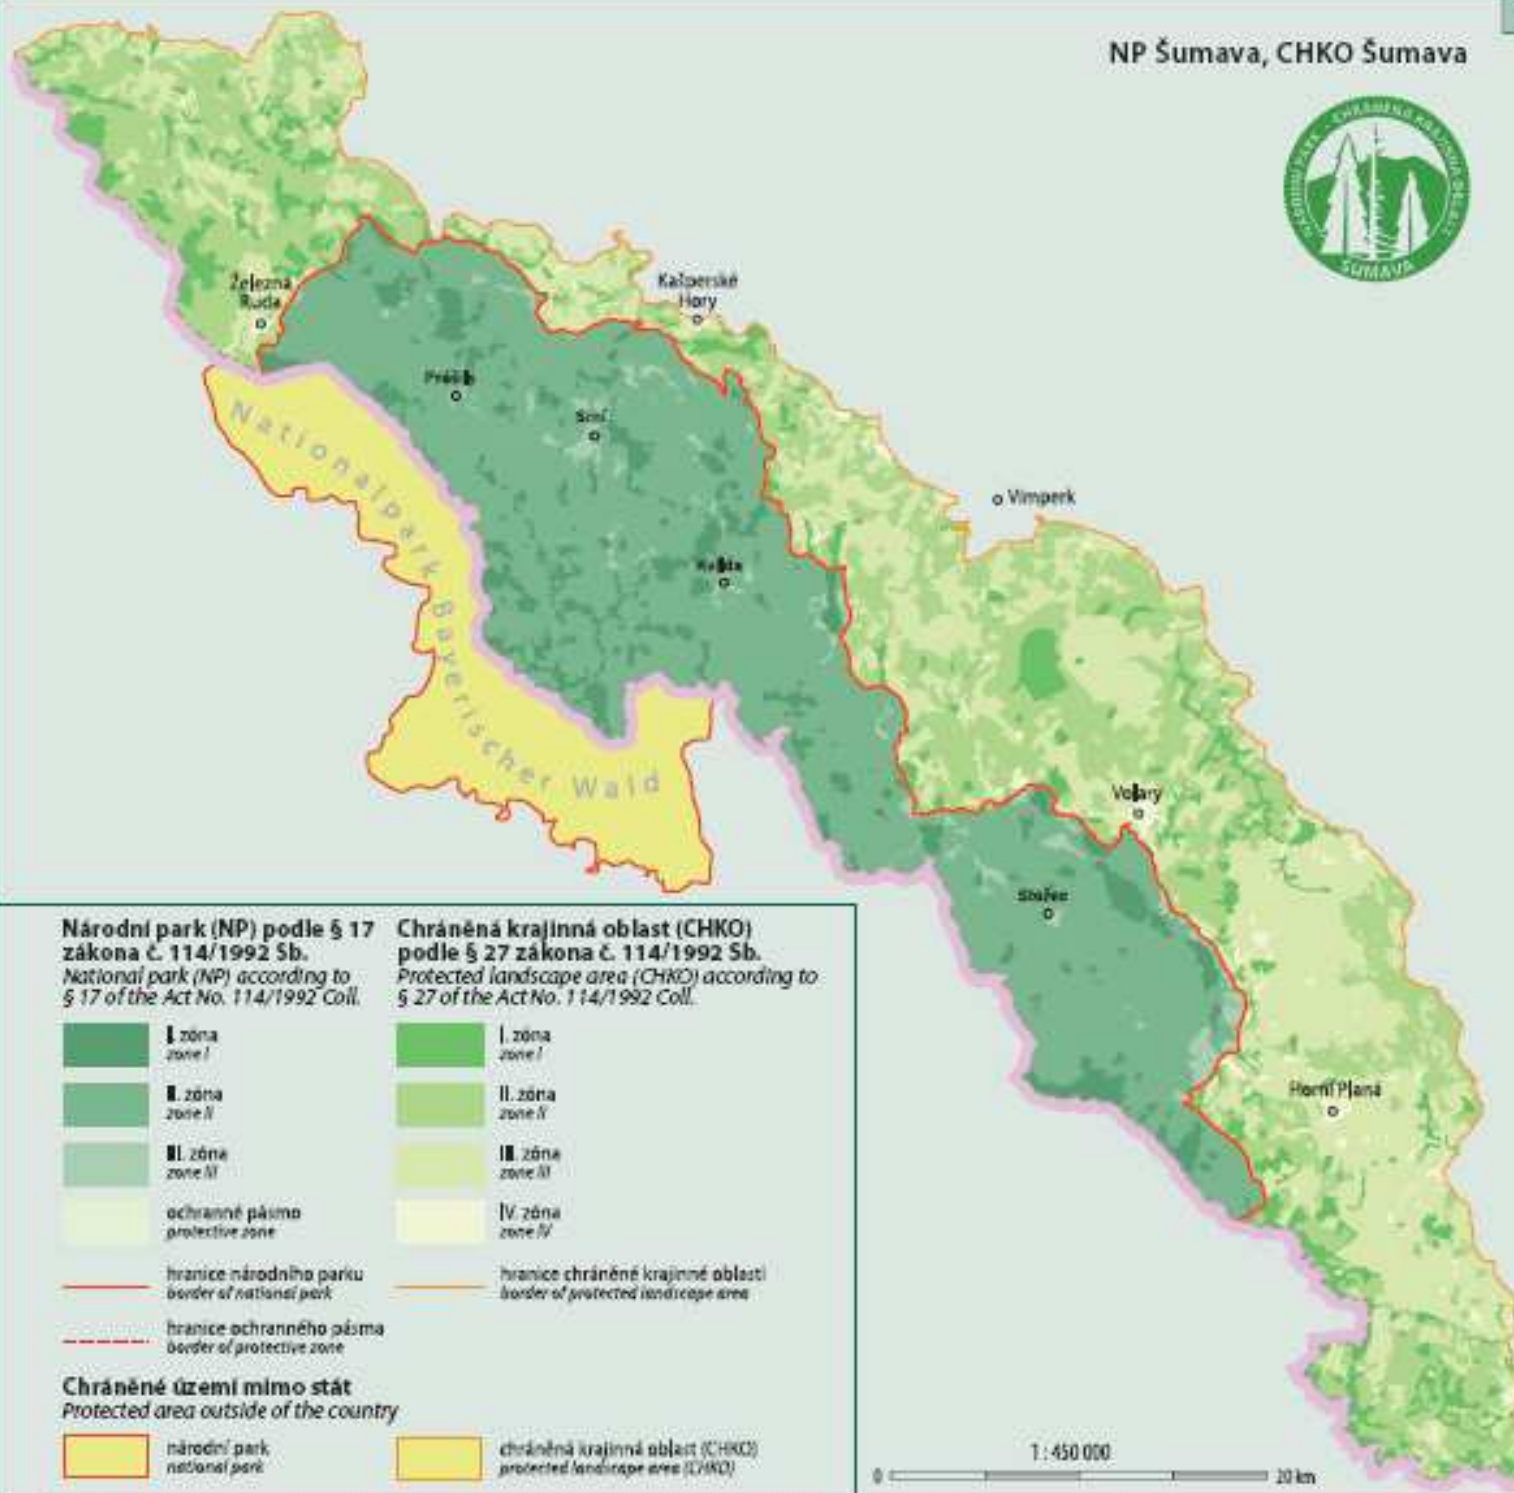 NP Šumava, CHKO Šumava
NÁRODNÍ PARK - CHRÁNĚNÁ KRAJINNÁ OBLAST
ŠUMAVA
Železná
Ruda
Kašperské
Hory
Prášily
Srní
Vimperk
Kvilda
Nationalpark Bayerischer Wald
Volary
Stožec
Horní Planá
Národní park (NP) podle § 17
zákona č. 114/1992 Sb.
National park (NP) according to
§ 17 of the Act No. 114/1992 Coll.
I. zóna
zone I
II. zóna
zone II
III. zóna
zone III
ochranné pásmo
protective zone
hranice národního parku
border of national park
hranice ochranného pásma
border of protective zone
Chráněná krajinná oblast (CHKO)
podle § 27 zákona č. 114/1992 Sb.
Protected landscape area (CHKO) according to
§ 27 of the Act No. 114/1992 Coll.
I. zóna
zone I
II. zóna
zone II
III. zóna
zone III
IV. zóna
zone IV
hranice chráněné krajinné oblasti
border of protected landscape area
Chráněné území mimo stát
Protected area outside of the country
národní park
national park
chráněná krajinná oblast (CHKO)
protected landscape area (CHKO)
1 : 450 000
0 20 km